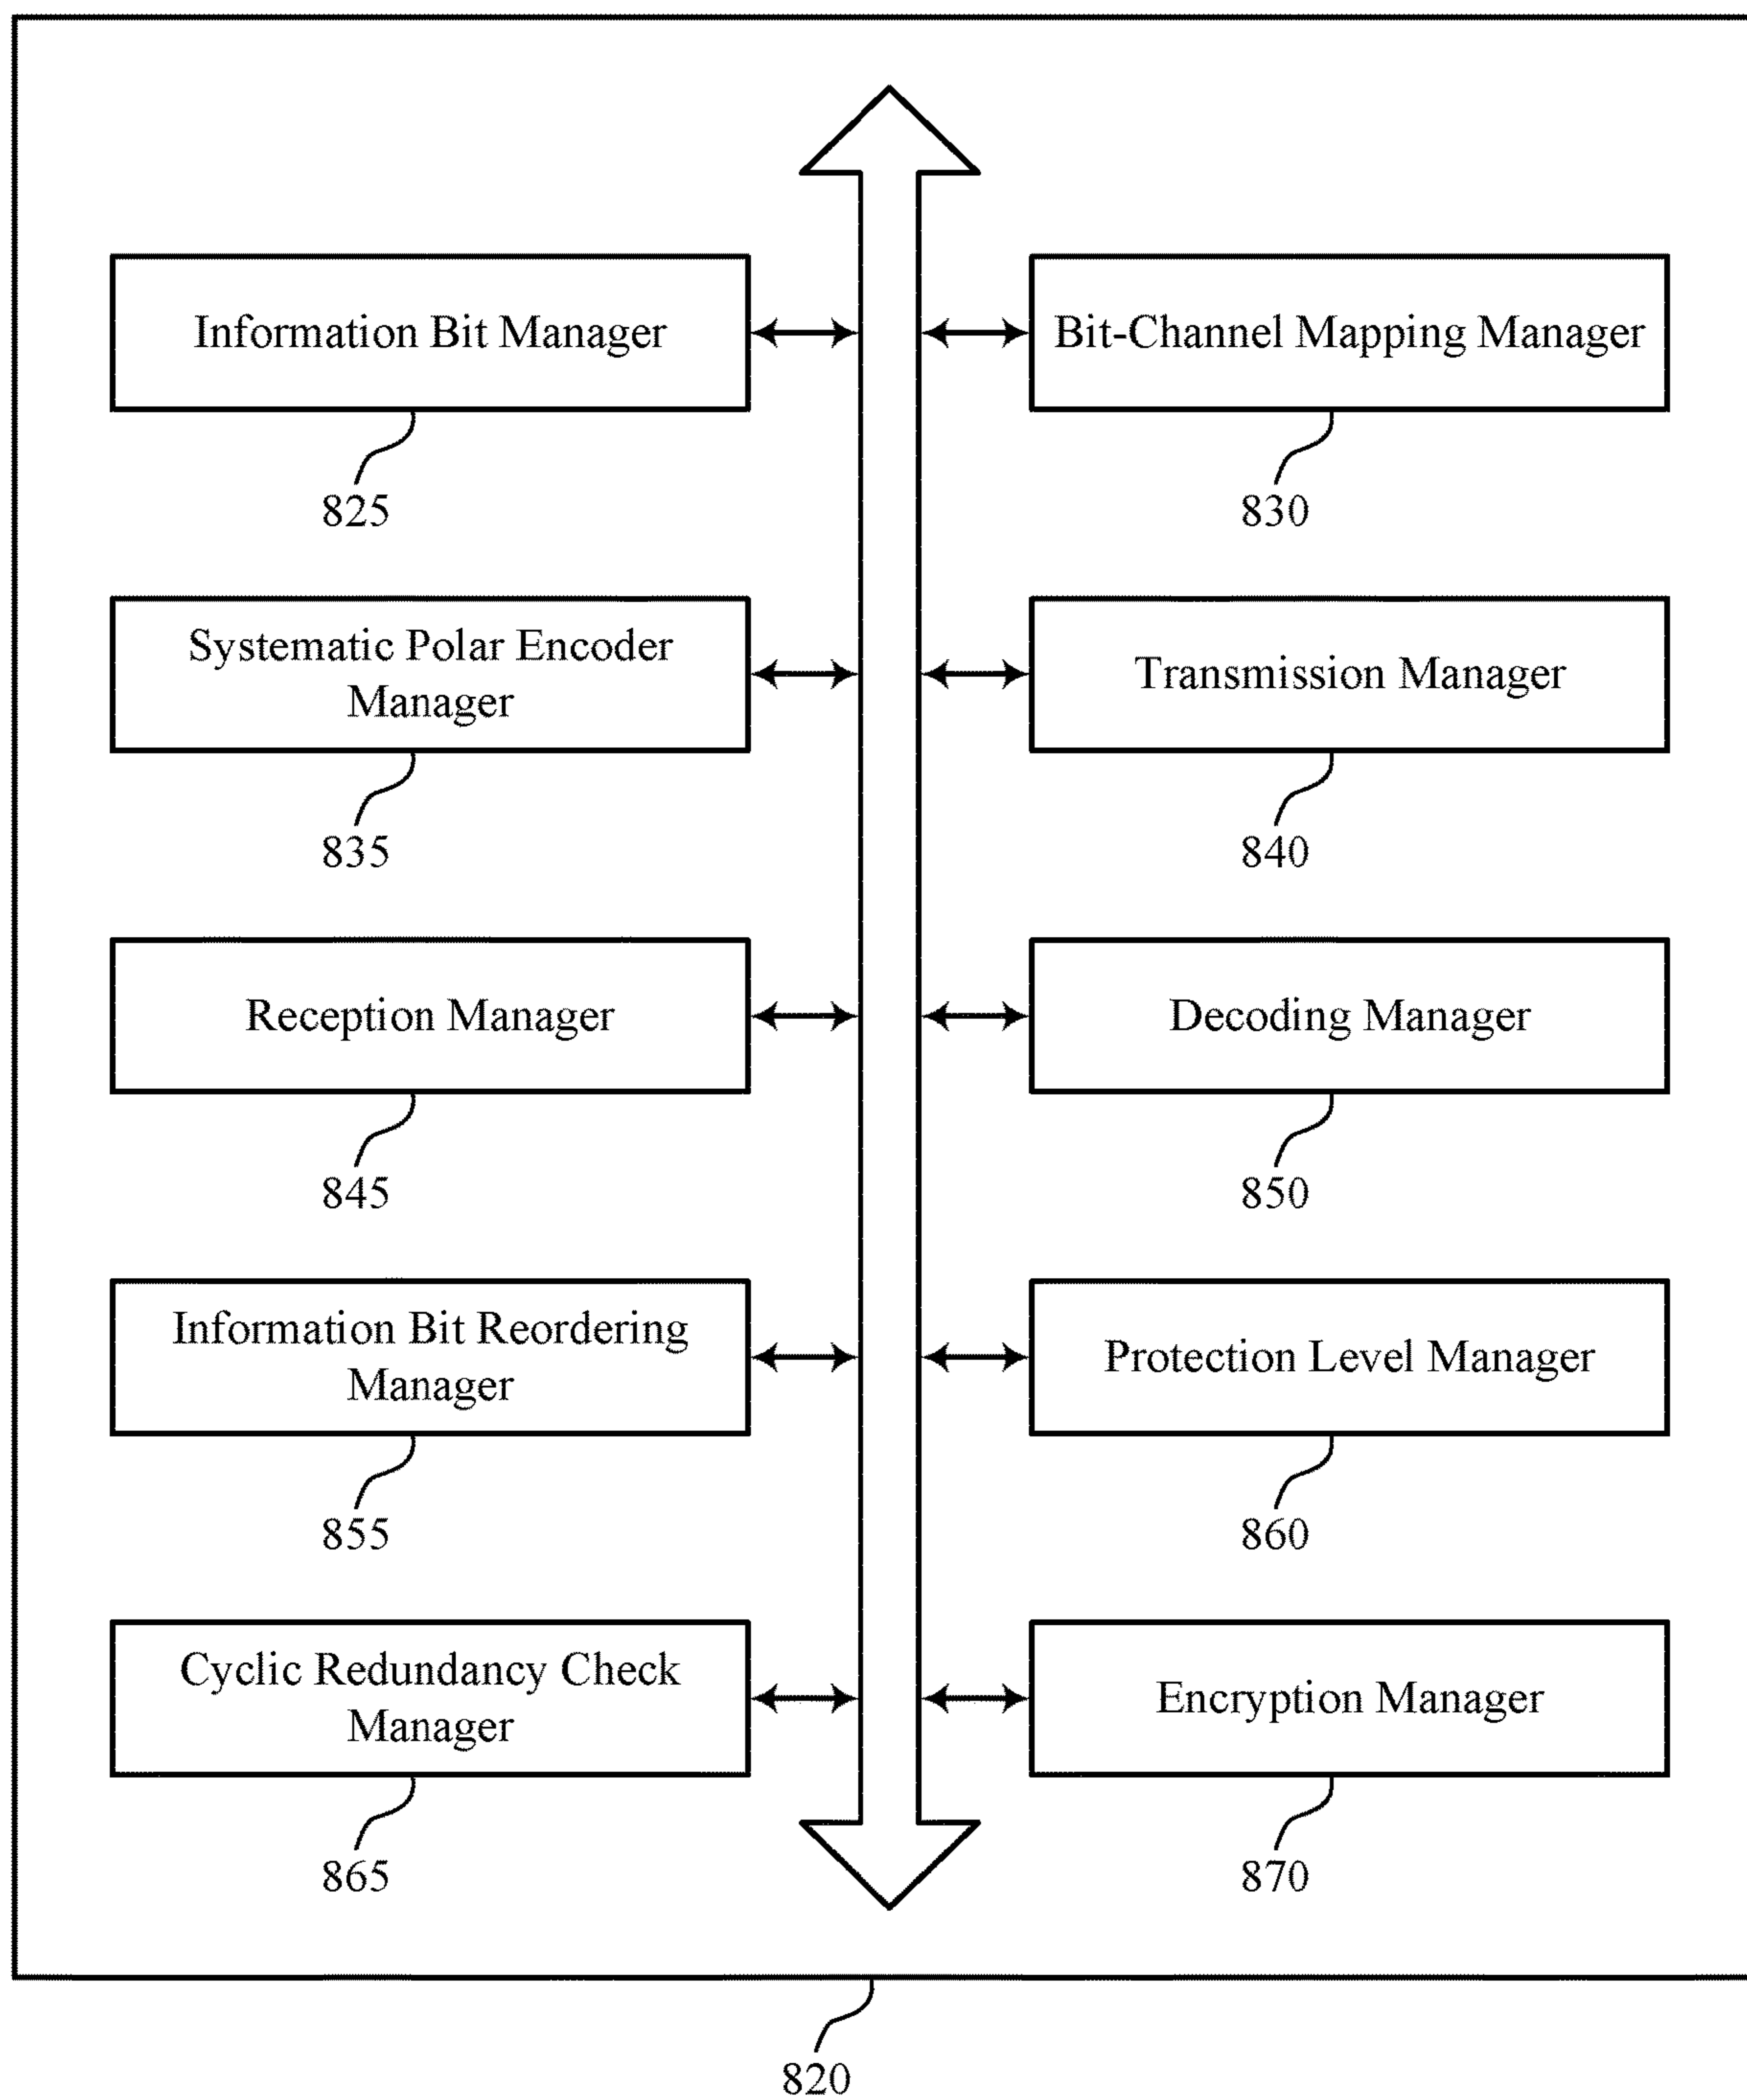 Information Bit Manager
825
Bit-Channel Mapping Manager
830
Systematic Polar Encoder
Manager
835
Transmission Manager
840
Reception Manager
845
Decoding Manager
850
Information Bit Reordering
Manager
855
Protection Level Manager
860
Cyclic Redundancy Check
Manager
865
Encryption Manager
870
820